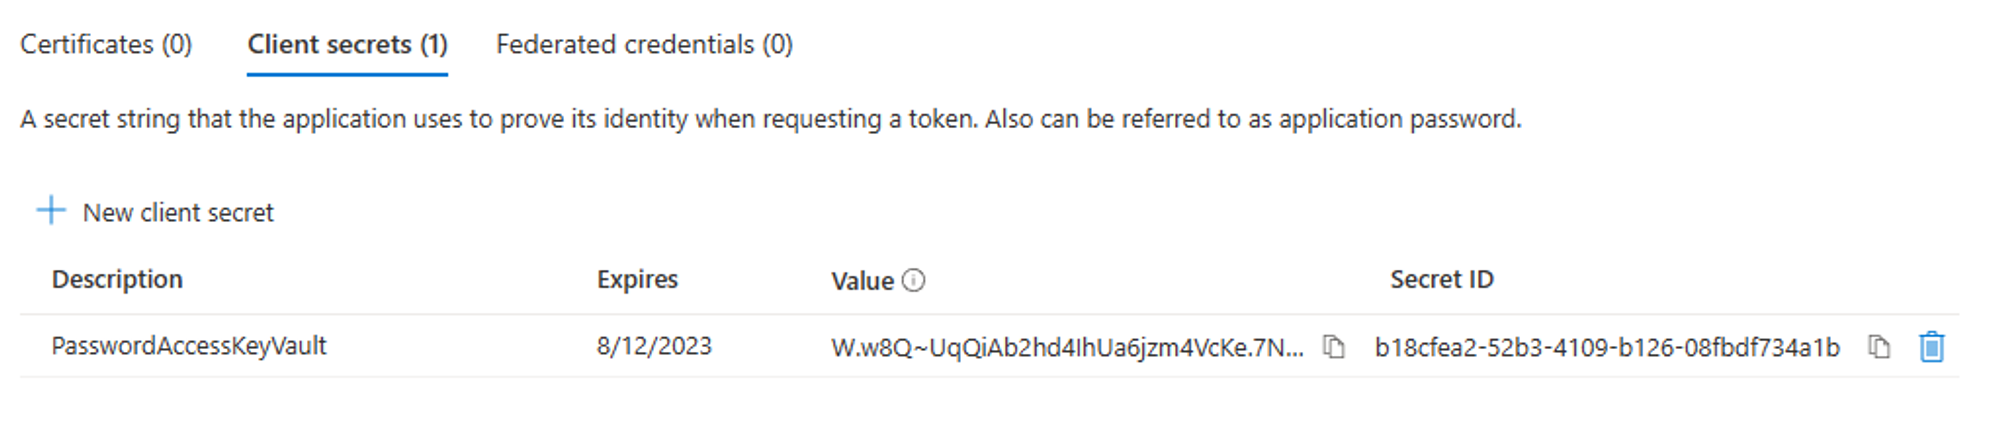 Certificates (0) Client secrets (1) Federated credentials (0)
A secret string that the application uses to prove its identity when requesting a token. Also can be referred to as application password.
New client secret
Description Expires Value Secret ID
PasswordAccessKeyVault 8/12/2023 W.w8Q~UqQiAb2hd4IhUa6jzm4VcKe.7N... b18cfea2-52b3-4109-b126-08fbdf734a1b